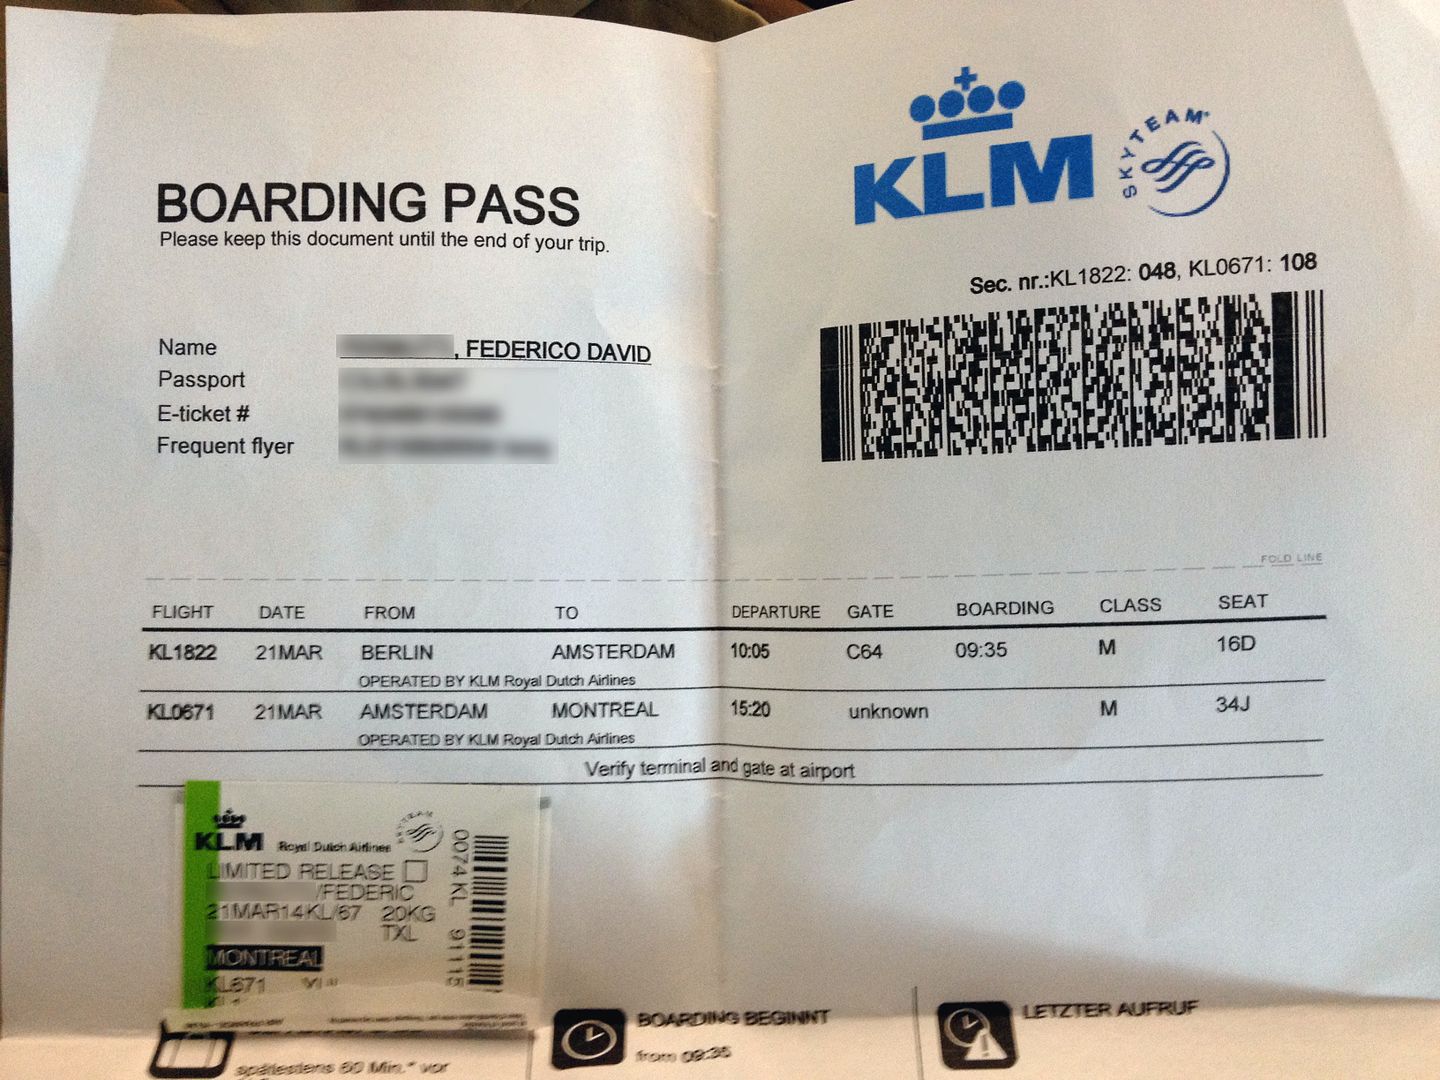 BOARDING PASS
Please keep this document until the end of your trip.
KLM
SKYTEAM
Sec. nr.:KL1822: 048, KL0671: 108
Name , FEDERICO DAVID
Passport
E-ticket #
Frequent flyer
FOLD LINE
FLIGHT DATE FROM TO DEPARTURE GATE BOARDING CLASS SEAT
KL1822 21MAR BERLIN AMSTERDAM 10:05 C64 09:35 M 16D
OPERATED BY KLM Royal Dutch Airlines
KL0671 21MAR AMSTERDAM MONTREAL 15:20 unknown M 34J
OPERATED BY KLM Royal Dutch Airlines
Verify terminal and gate at airport
KLM Royal Dutch Airlines SKYTEAM
LIMITED RELEASE
/FEDERIC
21MAR14KL/67 20KG
TXL
MONTREAL
KL671
0074 KL 91115
spätestens 60 Min.* vor
BOARDING BEGINNT
from 09:35
LETZTER AUFRUF